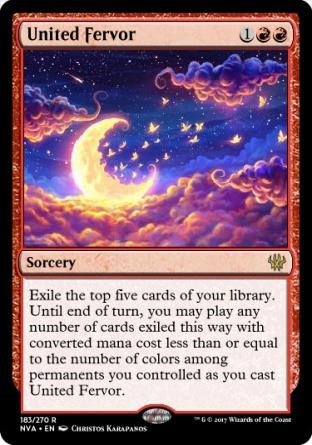 United Fervor 1
Sorcery
Exile the top five cards of your library.
Until end of turn, you may play any
number of cards exiled this way with
converted mana cost less than or equal
to the number of colors among
permanents you controlled as you cast
United Fervor.
183/270 R
NVA • EN Christos Karapanos
™ & © 2017 Wizards of the Coast